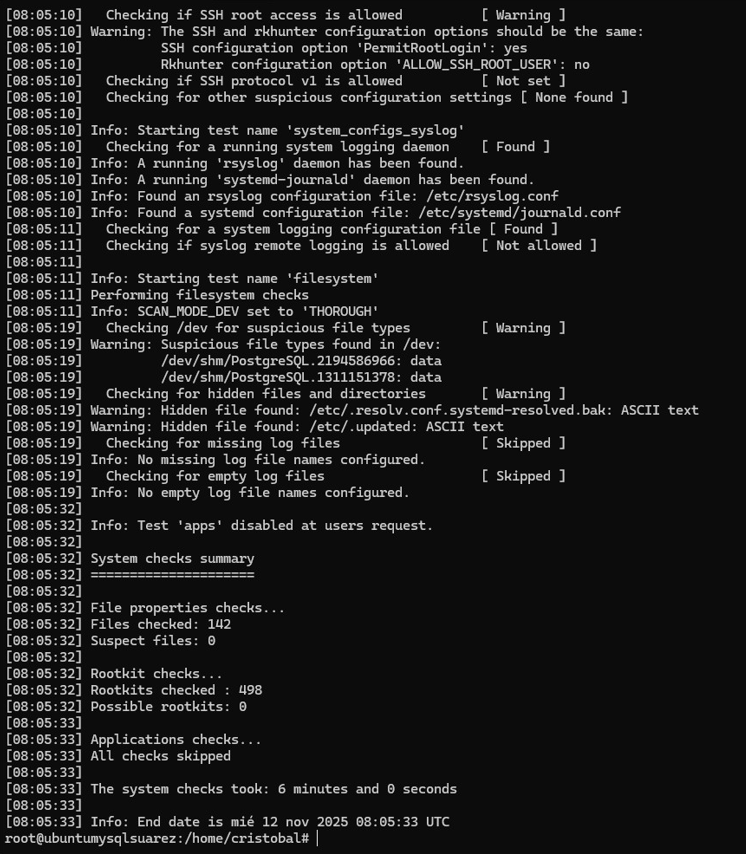 [08:05:10]   Checking if SSH root access is allowed          [ Warning ]
[08:05:10] Warning: The SSH and rkhunter configuration options should be the same:
[08:05:10]          SSH configuration option 'PermitRootLogin': yes
[08:05:10]          Rkhunter configuration option 'ALLOW_SSH_ROOT_USER': no
[08:05:10]   Checking if SSH protocol v1 is allowed          [ Not set ]
[08:05:10]   Checking for other suspicious configuration settings [ None found ]
[08:05:10]
[08:05:10] Info: Starting test name 'system_configs_syslog'
[08:05:10]   Checking for a running system logging daemon    [ Found ]
[08:05:10] Info: A running 'rsyslog' daemon has been found.
[08:05:10] Info: A running 'systemd-journald' daemon has been found.
[08:05:10] Info: Found an rsyslog configuration file: /etc/rsyslog.conf
[08:05:10] Info: Found a systemd configuration file: /etc/systemd/journald.conf
[08:05:11]   Checking for a system logging configuration file [ Found ]
[08:05:11]   Checking if syslog remote logging is allowed    [ Not allowed ]
[08:05:11]
[08:05:11] Info: Starting test name 'filesystem'
[08:05:11] Performing filesystem checks
[08:05:11] Info: SCAN_MODE_DEV set to 'THOROUGH'
[08:05:19]   Checking /dev for suspicious file types         [ Warning ]
[08:05:19] Warning: Suspicious file types found in /dev:
[08:05:19]          /dev/shm/PostgreSQL.2194586966: data
[08:05:19]          /dev/shm/PostgreSQL.1311151378: data
[08:05:19]   Checking for hidden files and directories       [ Warning ]
[08:05:19] Warning: Hidden file found: /etc/.resolv.conf.systemd-resolved.bak: ASCII text
[08:05:19] Warning: Hidden file found: /etc/.updated: ASCII text
[08:05:19]   Checking for missing log files                  [ Skipped ]
[08:05:19] Info: No missing log file names configured.
[08:05:19]   Checking for empty log files                    [ Skipped ]
[08:05:19] Info: No empty log file names configured.
[08:05:32]
[08:05:32] Info: Test 'apps' disabled at users request.
[08:05:32]
[08:05:32] System checks summary
[08:05:32] =====================
[08:05:32]
[08:05:32] File properties checks...
[08:05:32] Files checked: 142
[08:05:32] Suspect files: 0
[08:05:32]
[08:05:32] Rootkit checks...
[08:05:32] Rootkits checked : 498
[08:05:32] Possible rootkits: 0
[08:05:33]
[08:05:33] Applications checks...
[08:05:33] All checks skipped
[08:05:33]
[08:05:33] The system checks took: 6 minutes and 0 seconds
[08:05:33]
[08:05:33] Info: End date is mié 12 nov 2025 08:05:33 UTC
root@ubuntumysqlsuarez:/home/cristobal#